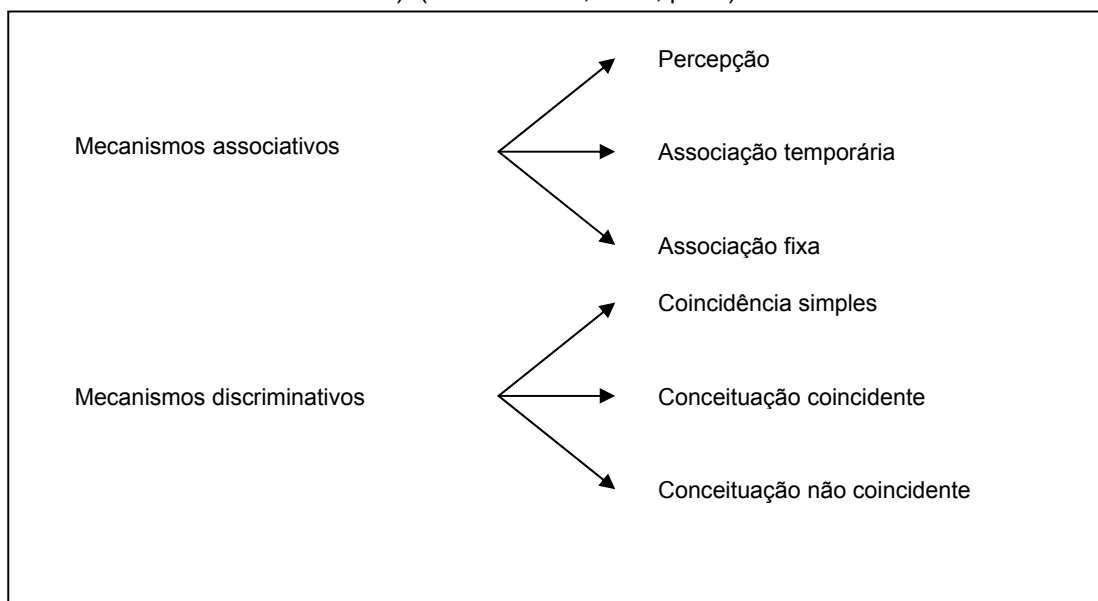 Percepção
Mecanismos associativos
Associação temporária
Associação fixa
Coincidência simples
Mecanismos discriminativos
Conceituação coincidente
Conceituação não coincidente